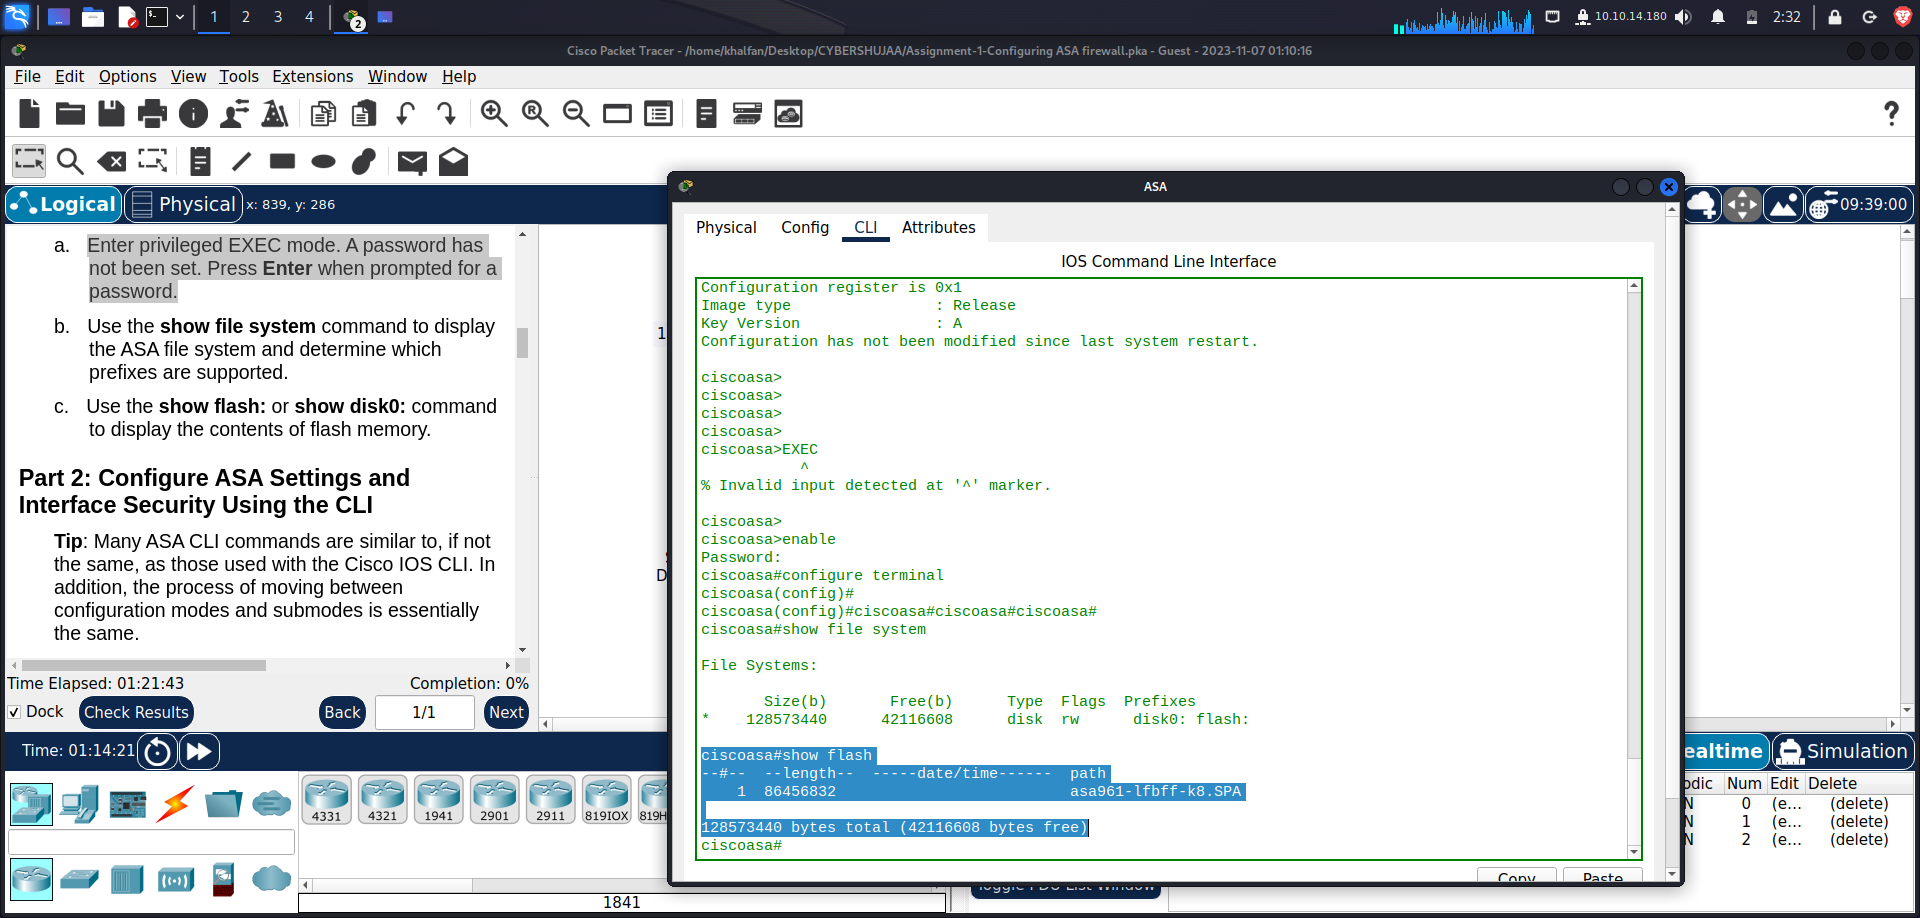 1
2
3
4
2
10.10.14.180
2:32
Cisco Packet Tracer - /home/khalfan/Desktop/CYBERSHUJAA/Assignment-1-Configuring ASA firewall.pka - Guest - 2023-11-07 01:10:16
File Edit Options View Tools Extensions Window Help
Logical
Physical
x: 839, y: 286
09:39:00
a. Enter privileged EXEC mode. A password has
not been set. Press Enter when prompted for a
password.
b. Use the show file system command to display
the ASA file system and determine which
prefixes are supported.
c. Use the show flash: or show disk0: command
to display the contents of flash memory.
Part 2: Configure ASA Settings and
Interface Security Using the CLI
Tip: Many ASA CLI commands are similar to, if not
the same, as those used with the Cisco IOS CLI. In
addition, the process of moving between
configuration modes and submodes is essentially
the same.
Time Elapsed: 01:21:43
Completion: 0%
Dock
Check Results
Back
1/1
Next
Time: 01:14:21
4331
4321
1941
2901
2911
819IOX
819H
1841
1
D
ASA
Physical Config CLI Attributes
IOS Command Line Interface
Configuration register is 0x1
Image type : Release
Key Version : A
Configuration has not been modified since last system restart.
ciscoasa>
ciscoasa>
ciscoasa>
ciscoasa>
ciscoasa>EXEC
^
% Invalid input detected at '^' marker.
ciscoasa>
ciscoasa>enable
Password:
ciscoasa#configure terminal
ciscoasa(config)#
ciscoasa(config)#ciscoasa#ciscoasa#ciscoasa#
ciscoasa#show file system
File Systems:
Size(b) Free(b) Type Flags Prefixes
* 128573440 42116608 disk rw disk0: flash:
ciscoasa#show flash
--#-- --length-- -----date/time------ path
1 86456832 asa961-lfbff-k8.SPA
128573440 bytes total (42116608 bytes free)
ciscoasa#
Copy
Paste
Toggle PDU List Window
ealtime
Simulation
odic Num Edit Delete
N 0 (e... (delete)
N 1 (e... (delete)
N 2 (e... (delete)